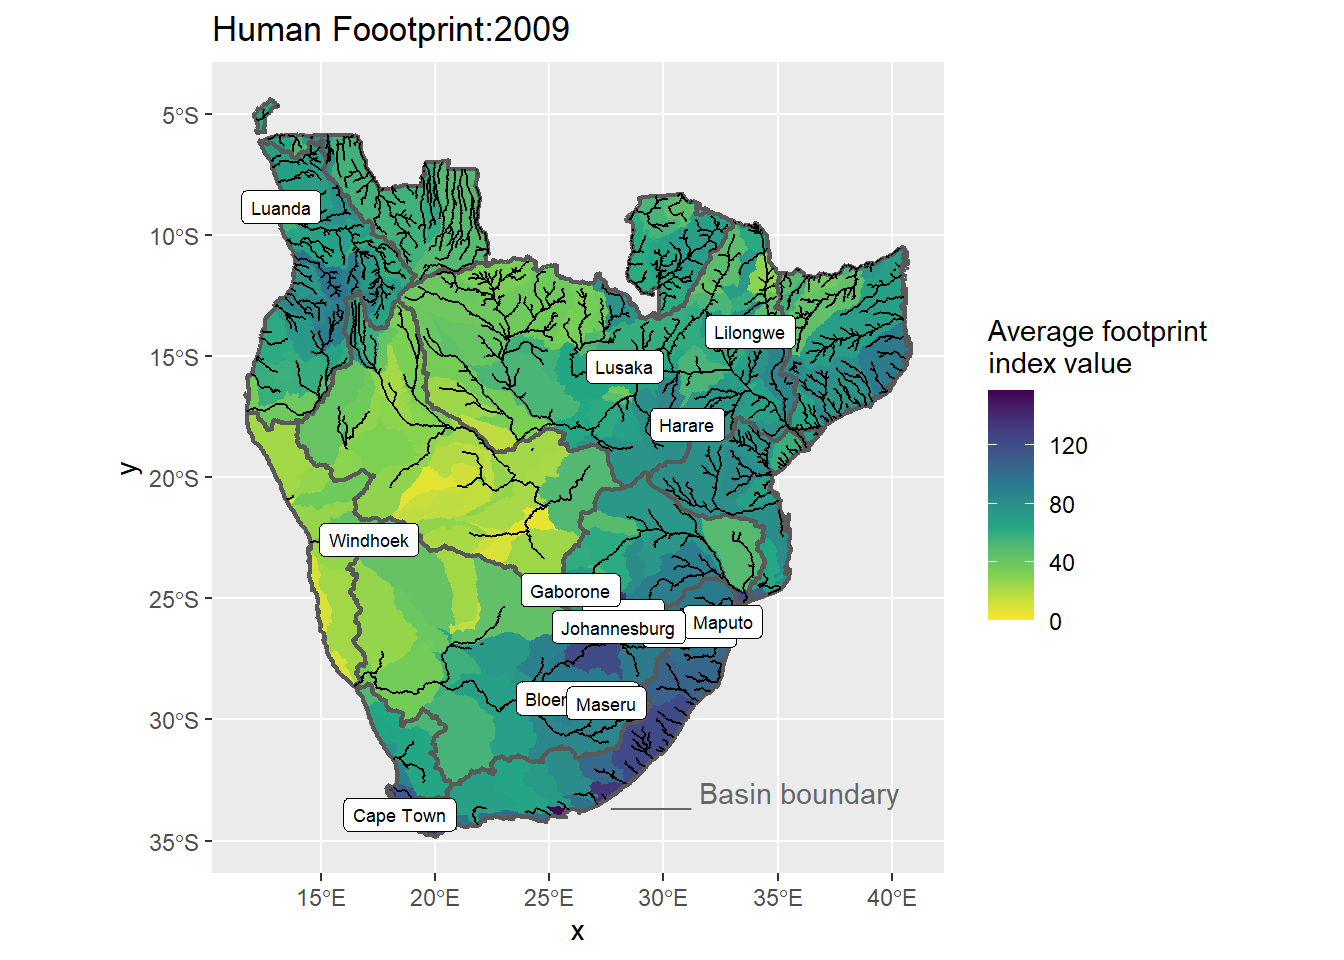 Human Foootprint:2009
5°S
10°S
15°S
20°S
25°S
30°S
35°S
y
Luanda
Lilongwe
Lusaka
Harare
Windhoek
Gaborone
Johannesburg
Maputo
Bloer
Maseru
Cape Town
Basin boundary
15°E
20°E
25°E
30°E
35°E
40°E
x
Average footprint
index value
120
80
40
0